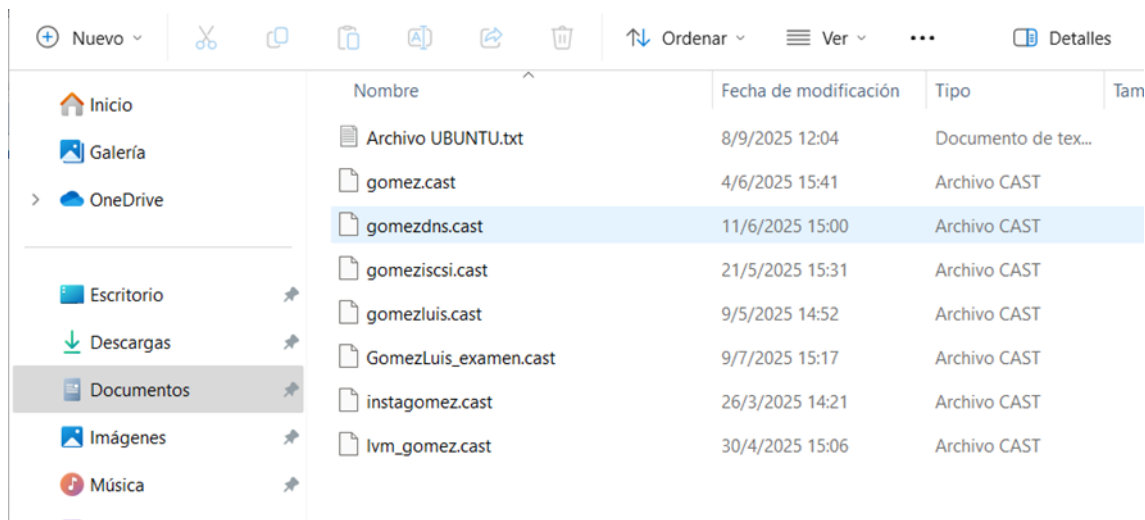 Nuevo Ordenar Ver ••• Detalles
Inicio
Galería
OneDrive
Escritorio
Descargas
Documentos
Imágenes
Música
Nombre Fecha de modificación Tipo Tam
Archivo UBUNTU.txt 8/9/2025 12:04 Documento de tex...
gomez.cast 4/6/2025 15:41 Archivo CAST
gomezdns.cast 11/6/2025 15:00 Archivo CAST
gomeziscsi.cast 21/5/2025 15:31 Archivo CAST
gomezluis.cast 9/5/2025 14:52 Archivo CAST
GomezLuis_examen.cast 9/7/2025 15:17 Archivo CAST
instagomez.cast 26/3/2025 14:21 Archivo CAST
lvm_gomez.cast 30/4/2025 15:06 Archivo CAST